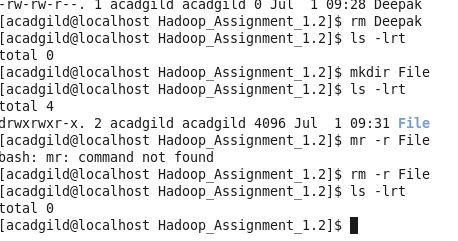 -rw-rw-r--. 1 acadgild acadgild 0 Jul  1 09:28 Deepak
[acadgild@localhost Hadoop_Assignment_1.2]$ rm Deepak
[acadgild@localhost Hadoop_Assignment_1.2]$ ls -lrt
total 0
[acadgild@localhost Hadoop_Assignment_1.2]$ mkdir File
[acadgild@localhost Hadoop_Assignment_1.2]$ ls -lrt
total 4
drwxrwxr-x. 2 acadgild acadgild 4096 Jul  1 09:31 File
[acadgild@localhost Hadoop_Assignment_1.2]$ mr -r File
bash: mr: command not found
[acadgild@localhost Hadoop_Assignment_1.2]$ rm -r File
[acadgild@localhost Hadoop_Assignment_1.2]$ ls -lrt
total 0
[acadgild@localhost Hadoop_Assignment_1.2]$